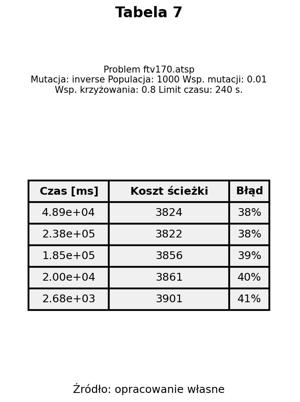 Tabela 7
Problem ftv170.atsp
Mutacja: inverse Populacja: 1000 Wsp. mutacji: 0.01
Wsp. krzyżowania: 0.8 Limit czasu: 240 s.
Czas [ms] Koszt ścieżki Błąd
4.89e+04 3824 38%
2.38e+05 3822 38%
1.85e+05 3856 39%
2.00e+04 3861 40%
2.68e+03 3901 41%
Źródło: opracowanie własne